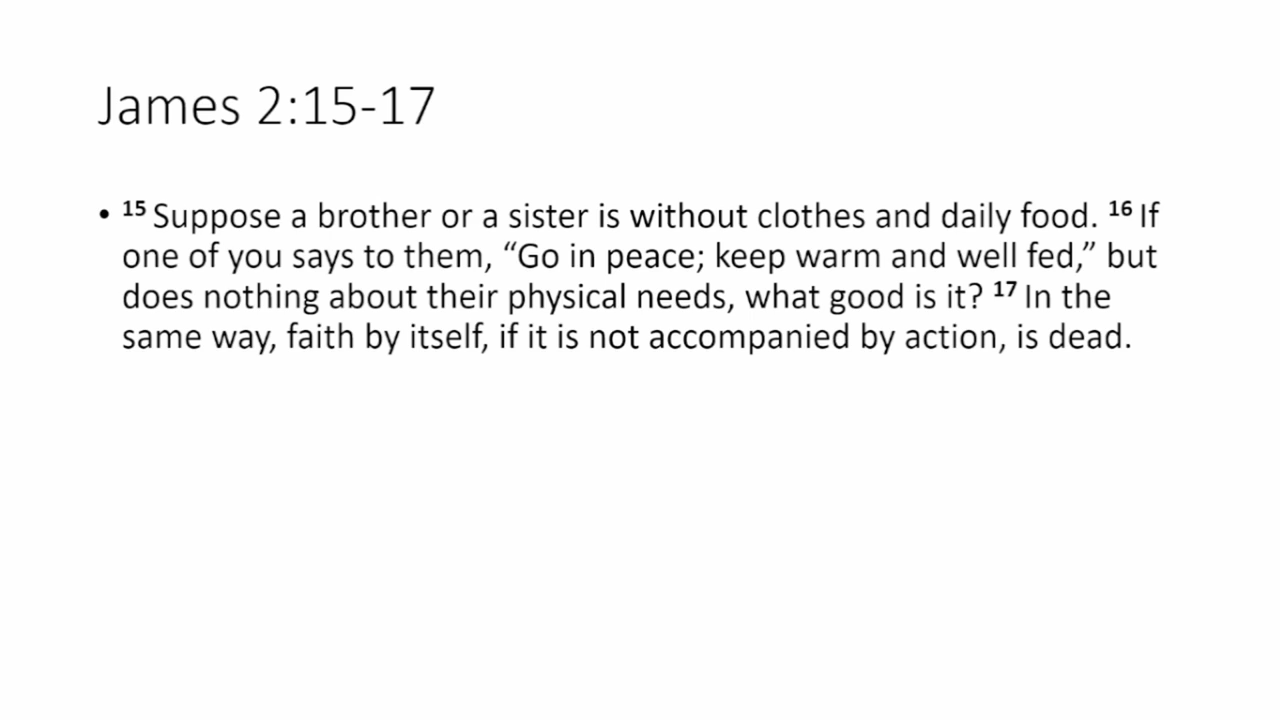 James 2:15-17
• ¹⁵ Suppose a brother or a sister is without clothes and daily food. ¹⁶ If
one of you says to them, “Go in peace; keep warm and well fed,” but
does nothing about their physical needs, what good is it? ¹⁷ In the
same way, faith by itself, if it is not accompanied by action, is dead.